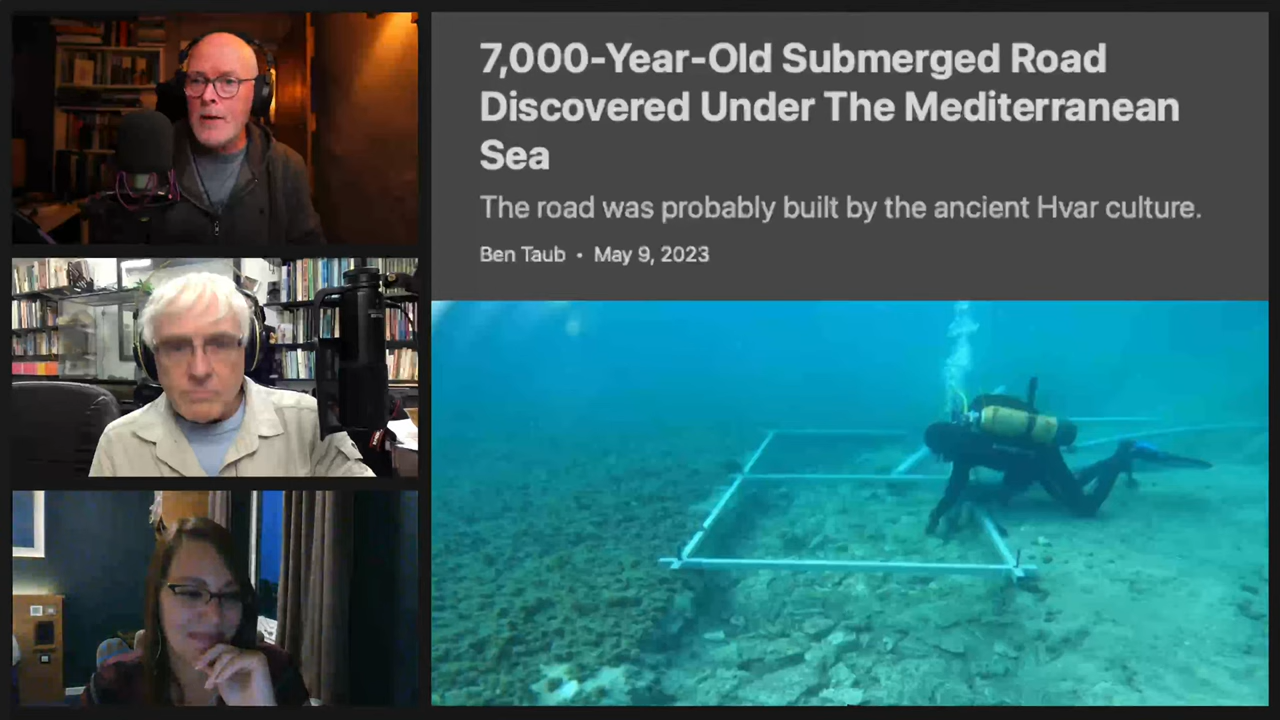 7,000-Year-Old Submerged Road
Discovered Under The Mediterranean
Sea
The road was probably built by the ancient Hvar culture.
Ben Taub • May 9, 2023